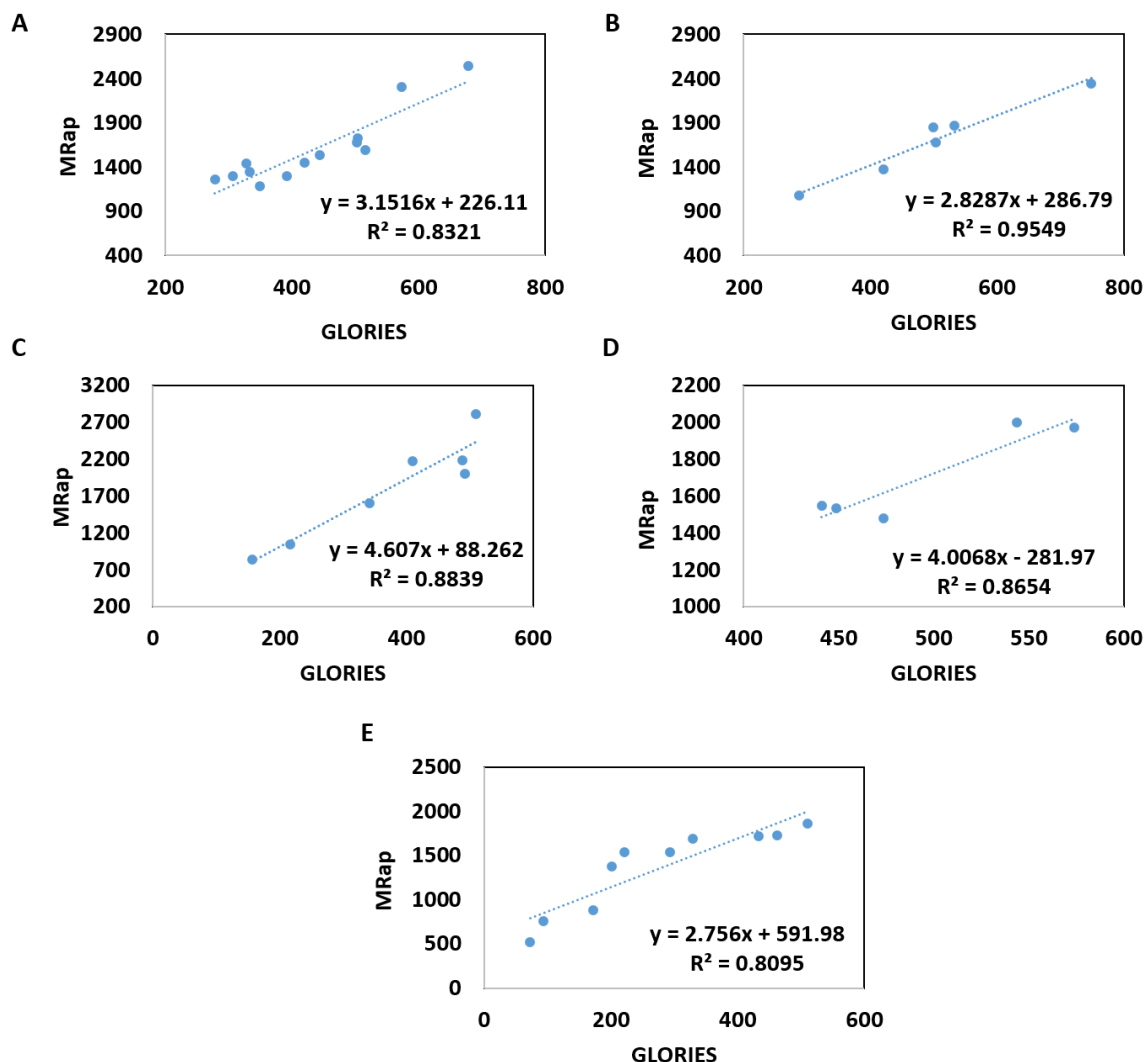 A
2900
2400
1900
1400
900
400
MRap
y = 3.1516x + 226.11
R² = 0.8321
200 400 600 800
GLORIES
B
2900
2400
1900
1400
900
400
MRap
y = 2.8287x + 286.79
R² = 0.9549
200 400 600 800
GLORIES
C
3200
2700
2200
1700
1200
700
200
MRap
y = 4.607x + 88.262
R² = 0.8839
0 200 400 600
GLORIES
D
2200
2000
1800
1600
1400
1200
1000
MRap
y = 4.0068x - 281.97
R² = 0.8654
400 450 500 550 600
GLORIES
E
2500
2000
1500
1000
500
0
MRap
y = 2.756x + 591.98
R² = 0.8095
0 200 400 600
GLORIES